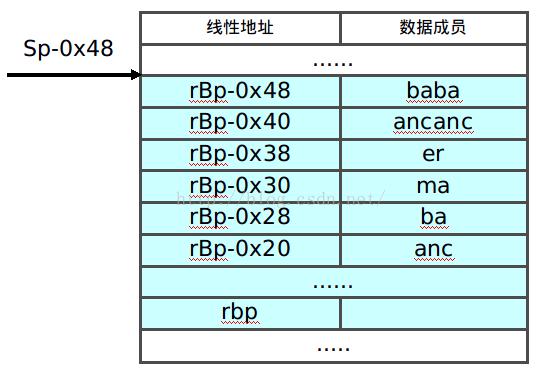 线性地址 数据成员
Sp-0x48
......
rBp-0x48 baba
rBp-0x40 ancanc
rBp-0x38 er
rBp-0x30 ma
http://blog.csdn.net/
rBp-0x28 ba
rBp-0x20 anc
......
rbp
.....